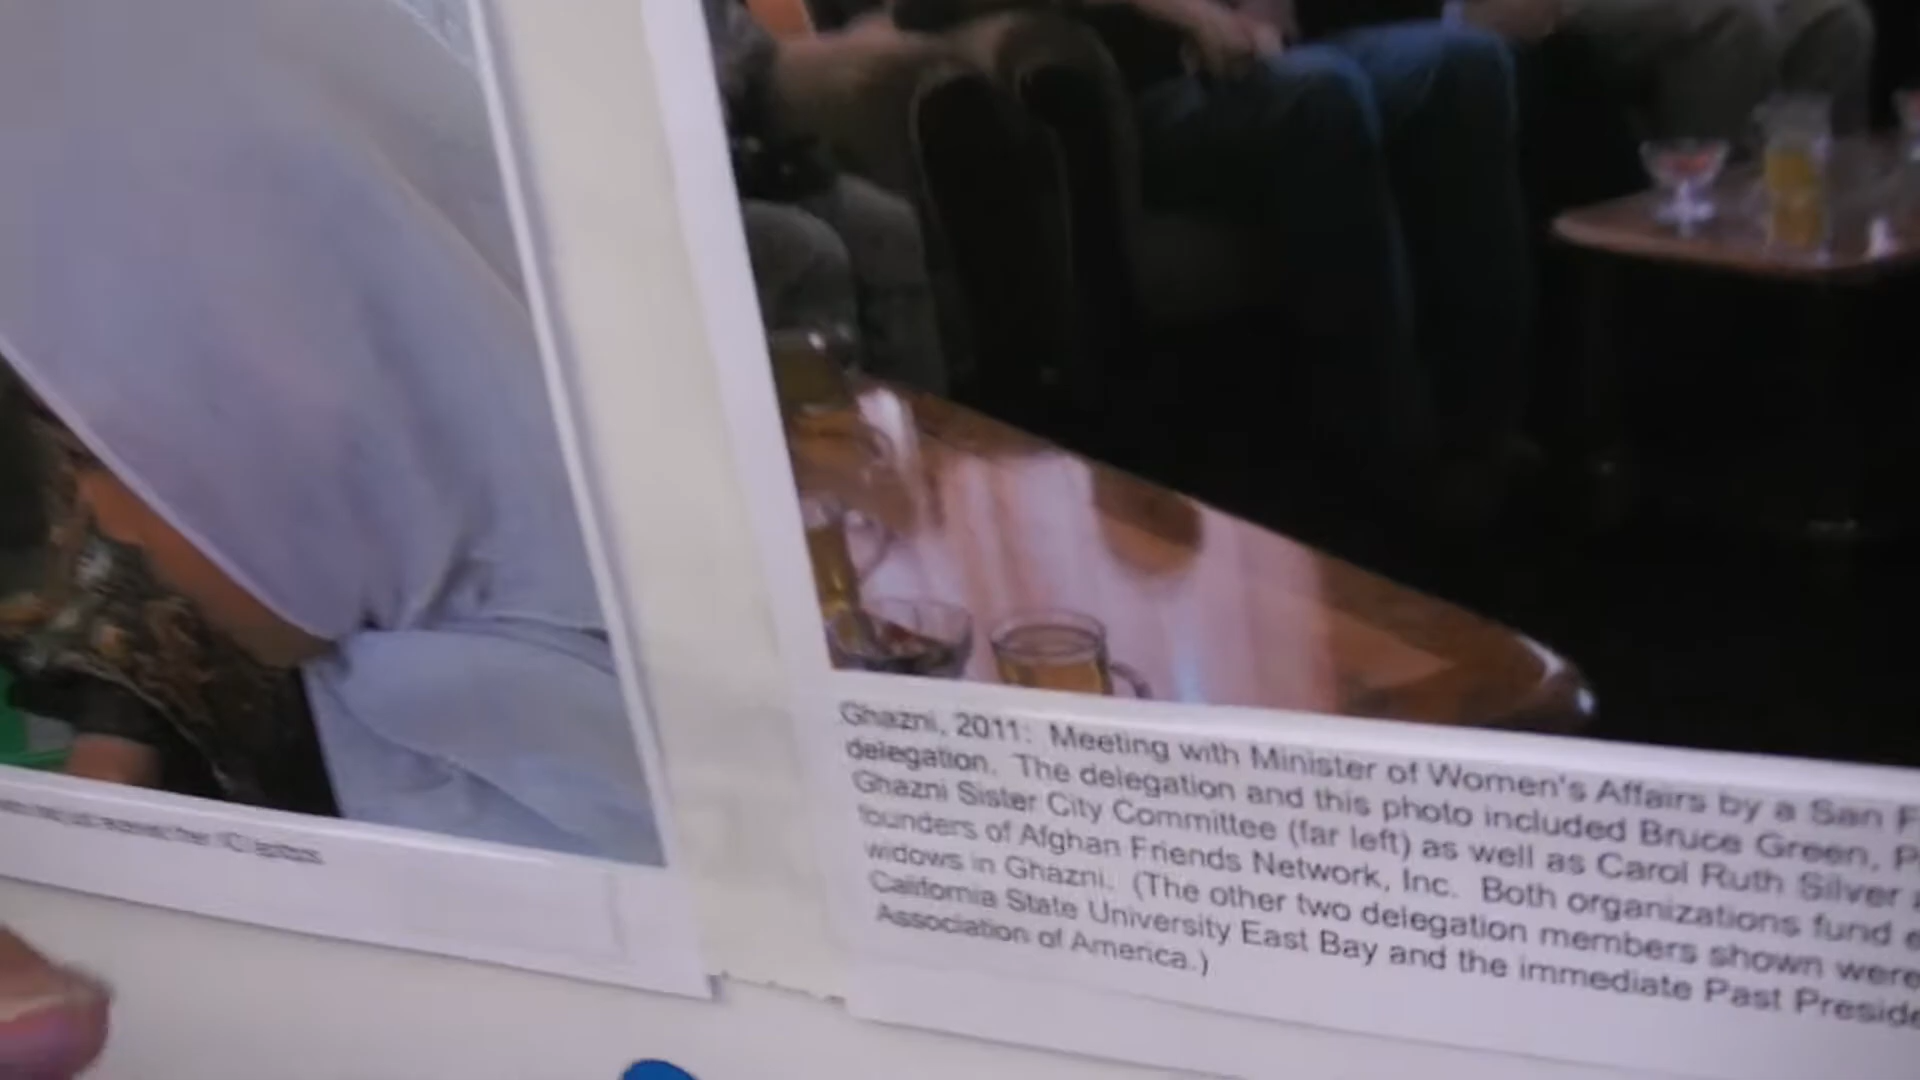 Ghazni, 2011: Meeting with Minister of Women's Affairs by a San F
delegation. The delegation and this photo included Bruce Green, P
Ghazni Sister City Committee (far left) as well as Carol Ruth Silver
founders of Afghan Friends Network, Inc. Both organizations fund e
widows in Ghazni. (The other two delegation members shown were
California State University East Bay and the immediate Past Preside
Association of America.)